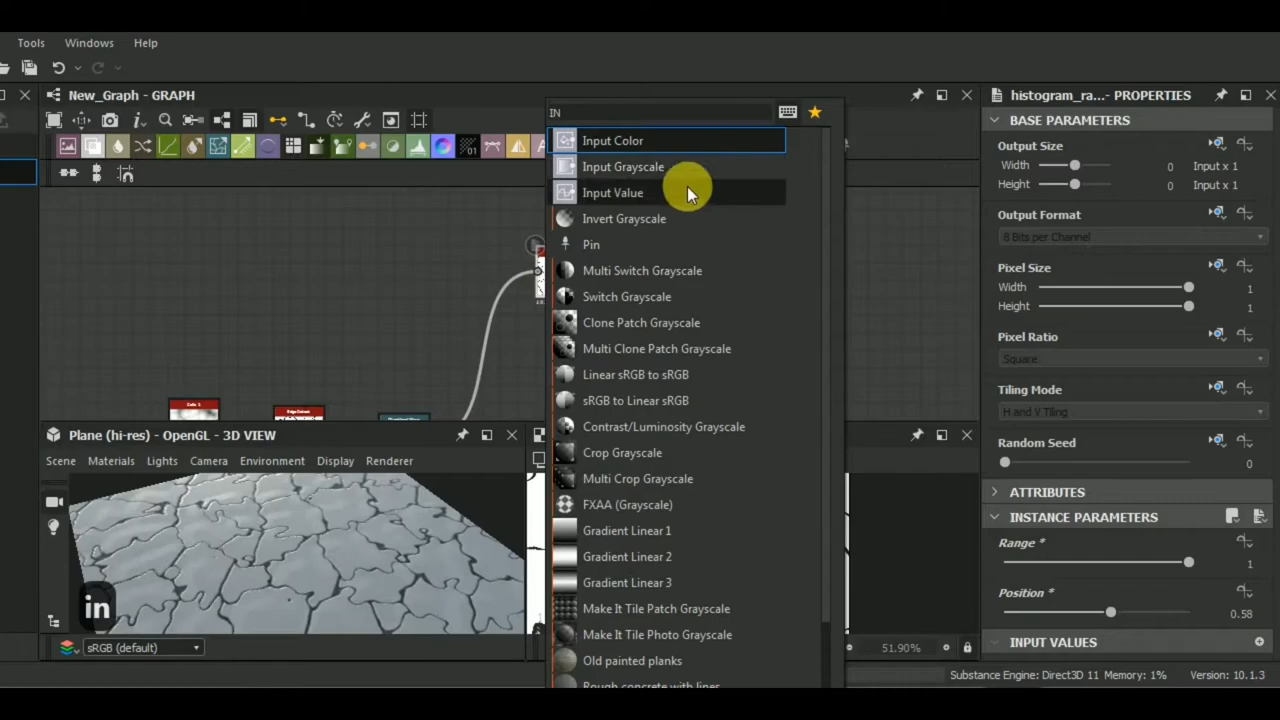 Tools Windows Help
New_Graph - GRAPH
IN
Input Color
Input Grayscale
Input Value
Invert Grayscale
Pin
Multi Switch Grayscale
Switch Grayscale
Clone Patch Grayscale
Multi Clone Patch Grayscale
Linear sRGB to sRGB
sRGB to Linear sRGB
Contrast/Luminosity Grayscale
Crop Grayscale
Multi Crop Grayscale
FXAA (Grayscale)
Gradient Linear 1
Gradient Linear 2
Gradient Linear 3
Make It Tile Patch Grayscale
Make It Tile Photo Grayscale
Old painted planks
Rough concrete with lines
Plane (hi-res) - OpenGL - 3D VIEW
Scene Materials Lights Camera Environment Display Renderer
in
sRGB (default)
51.90%
histogram_ra...- PROPERTIES
BASE PARAMETERS
Output Size
Width 0 Input x 1
Height 0 Input x 1
Output Format
8 Bits per Channel
Pixel Size
Width 1
Height 1
Pixel Ratio
Square
Tiling Mode
H and V Tiling
Random Seed
0
ATTRIBUTES
INSTANCE PARAMETERS
Range *
1
Position *
0.58
INPUT VALUES
Substance Engine: Direct3D 11 Memory: 1% Version: 10.1.3